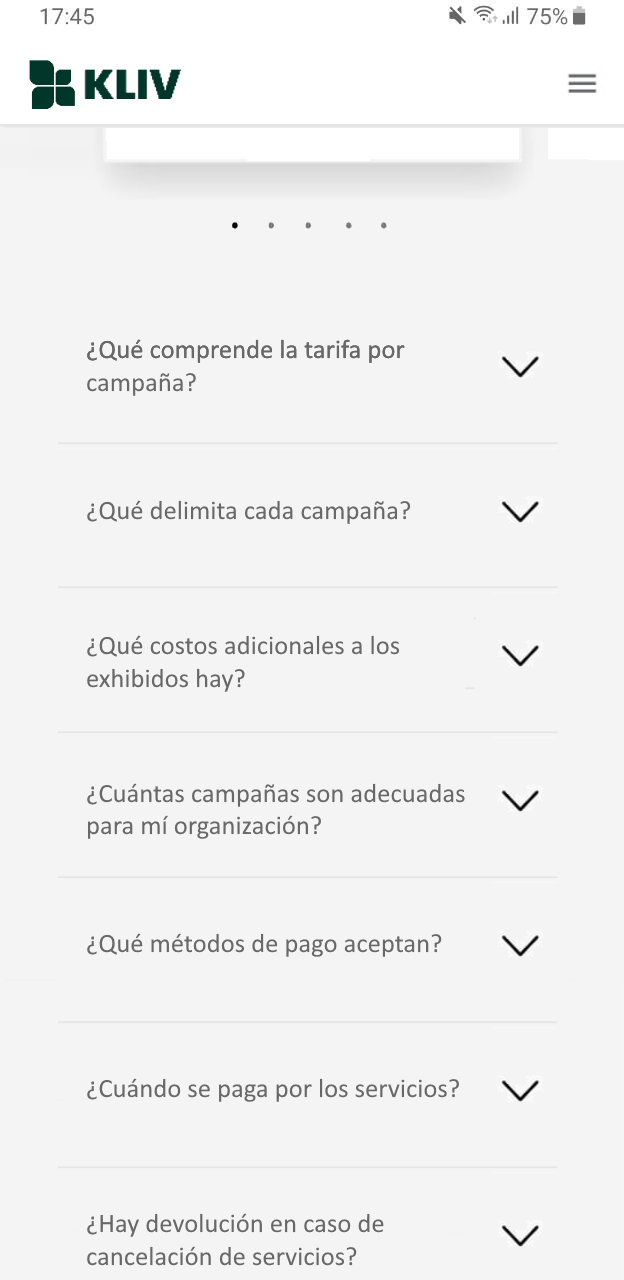 17:45 75%
KLIV
¿Qué comprende la tarifa por
campaña?
¿Qué delimita cada campaña?
¿Qué costos adicionales a los
exhibidos hay?
¿Cuántas campañas son adecuadas
para mí organización?
¿Qué métodos de pago aceptan?
¿Cuándo se paga por los servicios?
¿Hay devolución en caso de
cancelación de servicios?